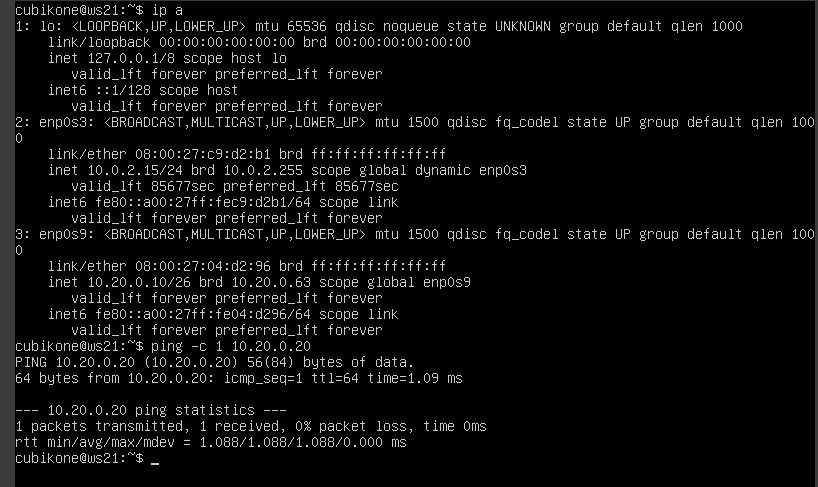 cubikone@ws21:~$ ip a
1: lo: <LOOPBACK,UP,LOWER_UP> mtu 65536 qdisc noqueue state UNKNOWN group default qlen 1000
    link/loopback 00:00:00:00:00:00 brd 00:00:00:00:00:00
    inet 127.0.0.1/8 scope host lo
       valid_lft forever preferred_lft forever
    inet6 ::1/128 scope host
       valid_lft forever preferred_lft forever
2: enp0s3: <BROADCAST,MULTICAST,UP,LOWER_UP> mtu 1500 qdisc fq_codel state UP group default qlen 100
0
    link/ether 08:00:27:c9:d2:b1 brd ff:ff:ff:ff:ff:ff
    inet 10.0.2.15/24 brd 10.0.2.255 scope global dynamic enp0s3
       valid_lft 85677sec preferred_lft 85677sec
    inet6 fe80::a00:27ff:fec9:d2b1/64 scope link
       valid_lft forever preferred_lft forever
3: enp0s9: <BROADCAST,MULTICAST,UP,LOWER_UP> mtu 1500 qdisc fq_codel state UP group default qlen 100
0
    link/ether 08:00:27:04:d2:96 brd ff:ff:ff:ff:ff:ff
    inet 10.20.0.10/26 brd 10.20.0.63 scope global enp0s9
       valid_lft forever preferred_lft forever
    inet6 fe80::a00:27ff:fe04:d296/64 scope link
       valid_lft forever preferred_lft forever
cubikone@ws21:~$ ping -c 1 10.20.0.20
PING 10.20.0.20 (10.20.0.20) 56(84) bytes of data.
64 bytes from 10.20.0.20: icmp_seq=1 ttl=64 time=1.09 ms

--- 10.20.0.20 ping statistics ---
1 packets transmitted, 1 received, 0% packet loss, time 0ms
rtt min/avg/max/mdev = 1.088/1.088/1.088/0.000 ms
cubikone@ws21:~$ _